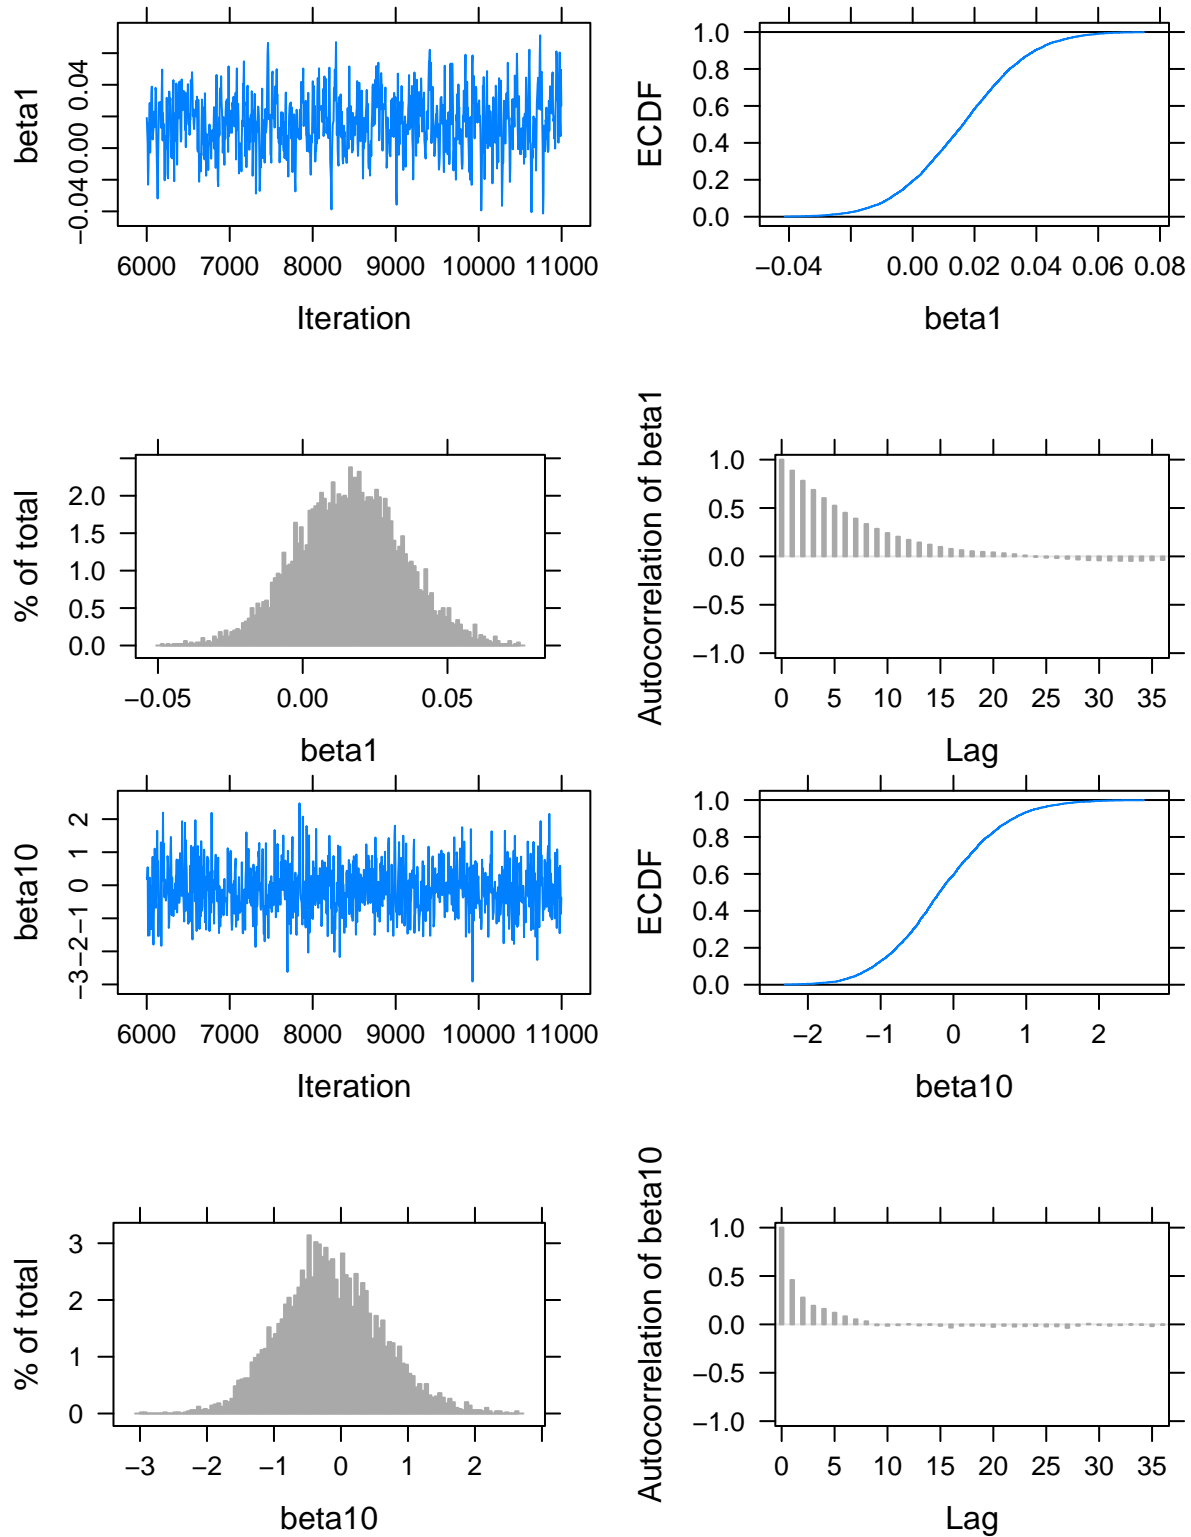 beta1
−0.04 0.00 0.04
6000 7000 8000 9000 10000 11000
Iteration
ECDF
1.0
0.8
0.6
0.4
0.2
0.0
−0.04 0.00 0.02 0.04 0.06 0.08
beta1
% of total
2.0
1.5
1.0
0.5
0.0
−0.05 0.00 0.05
beta1
Autocorrelation of beta1
1.0
0.5
0.0
−0.5
−1.0
0 5 10 15 20 25 30 35
Lag
beta10
−3 −2 −1 0 1 2
6000 7000 8000 9000 10000 11000
Iteration
ECDF
1.0
0.8
0.6
0.4
0.2
0.0
−2 −1 0 1 2
beta10
% of total
3
2
1
0
−3 −2 −1 0 1 2
beta10
Autocorrelation of beta10
1.0
0.5
0.0
−0.5
−1.0
0 5 10 15 20 25 30 35
Lag